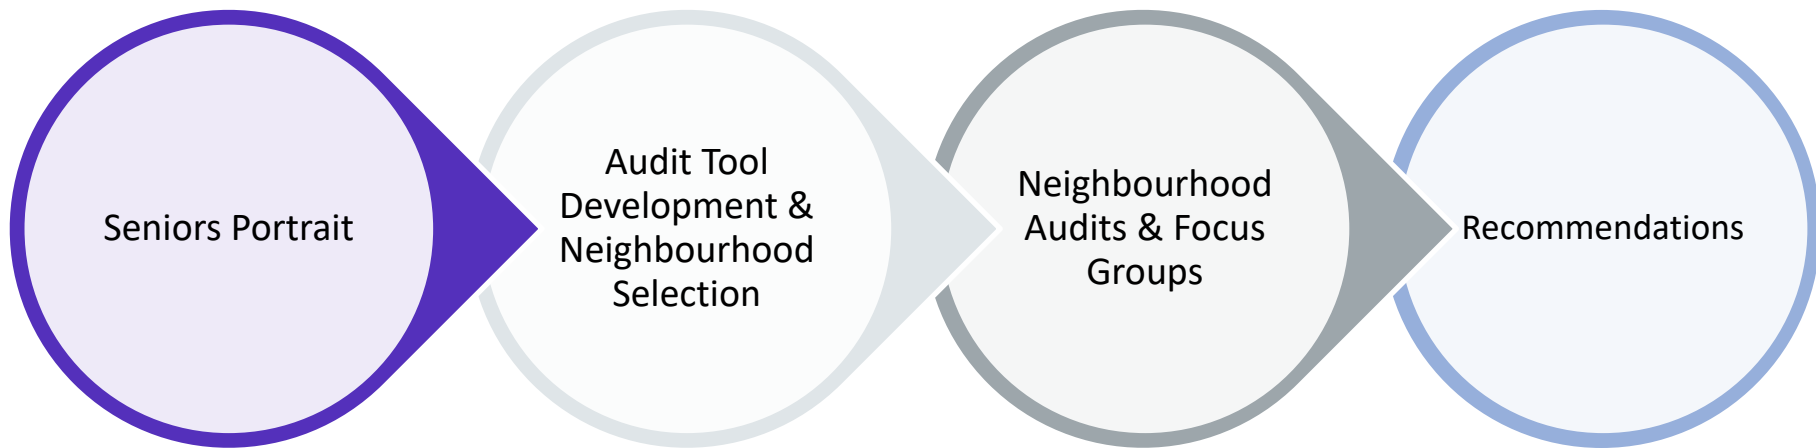 Seniors Portrait
Audit Tool
Development &
Neighbourhood
Selection
Neighbourhood
Audits & Focus
Groups
Recommendations